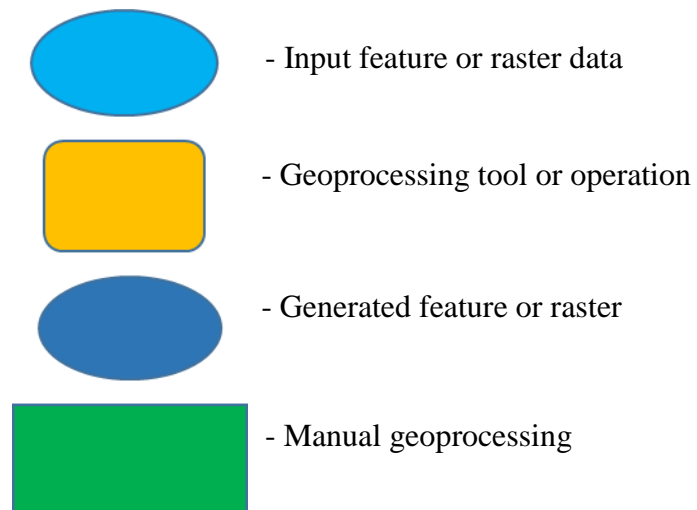 - Input feature or raster data
- Geoprocessing tool or operation
- Generated feature or raster
- Manual geoprocessing